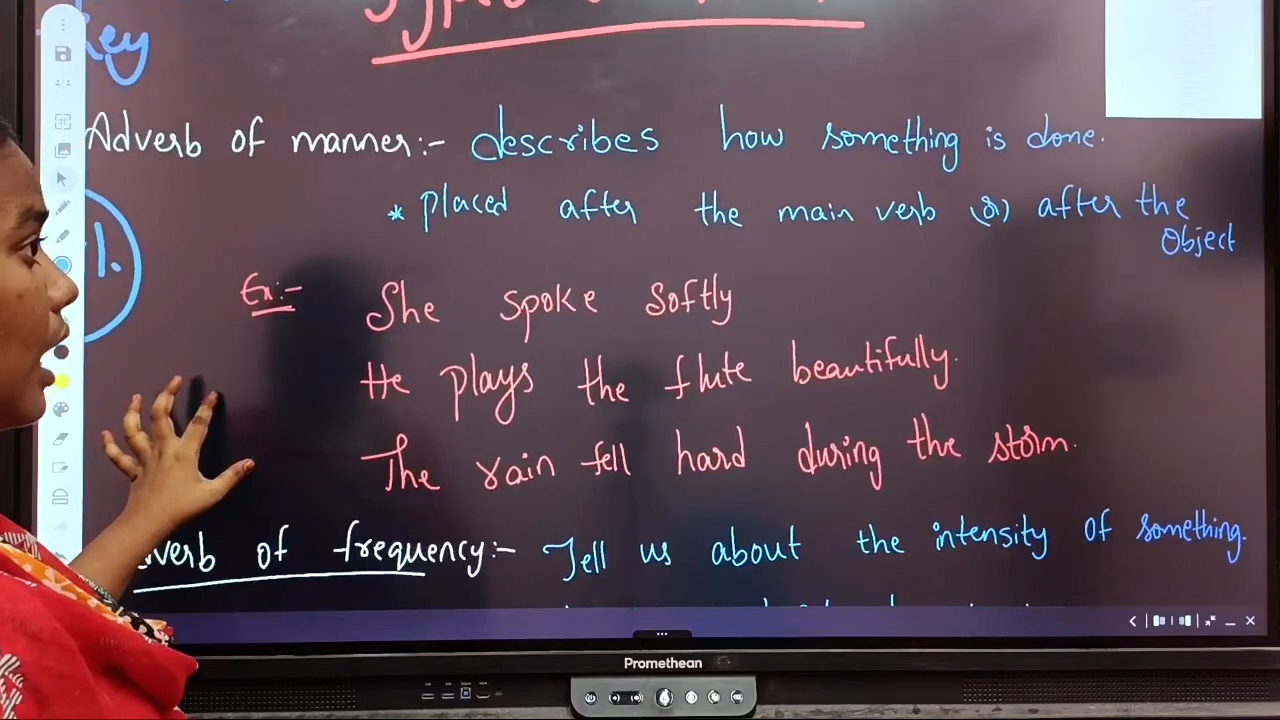 key
Adverb of manner:- describes how something is done.
* placed after the main verb (or) after the
Object
1.
Ex:- She spoke softly
He plays the flute beautifully.
The rain fell hard during the storm.
verb of frequency:- Tell us about the intensity of something.
Promethean